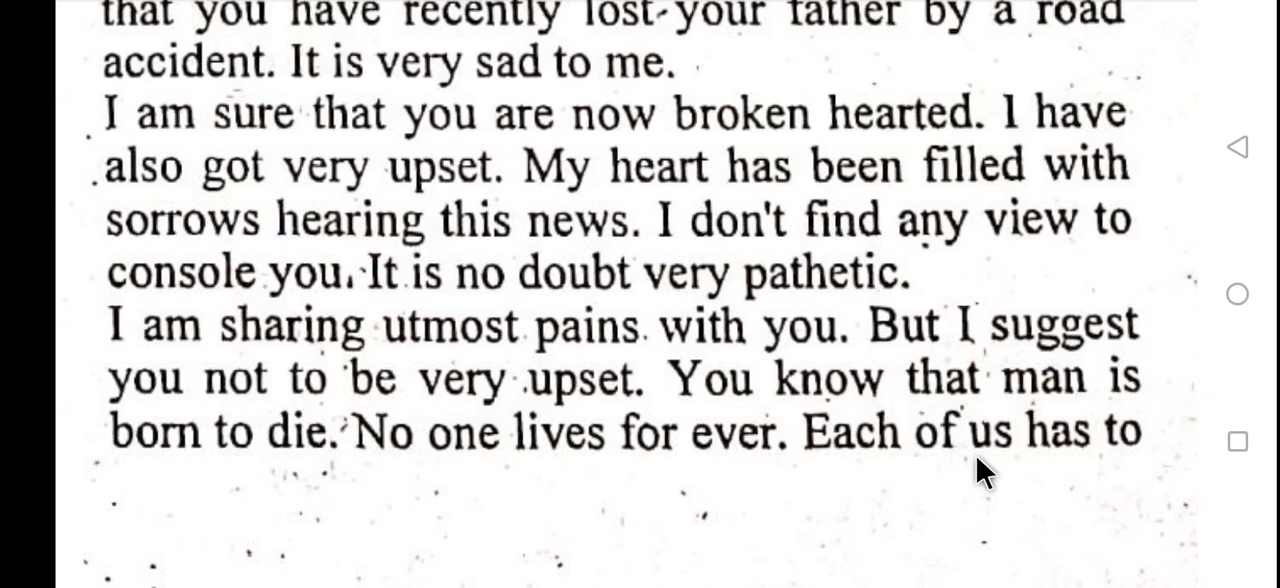 that you have recently lost your father by a road
accident. It is very sad to me.
I am sure that you are now broken hearted. I have
also got very upset. My heart has been filled with
sorrows hearing this news. I don't find any view to
console you. It is no doubt very pathetic.
I am sharing utmost pains with you. But I suggest
you not to be very upset. You know that man is
born to die. No one lives for ever. Each of us has to